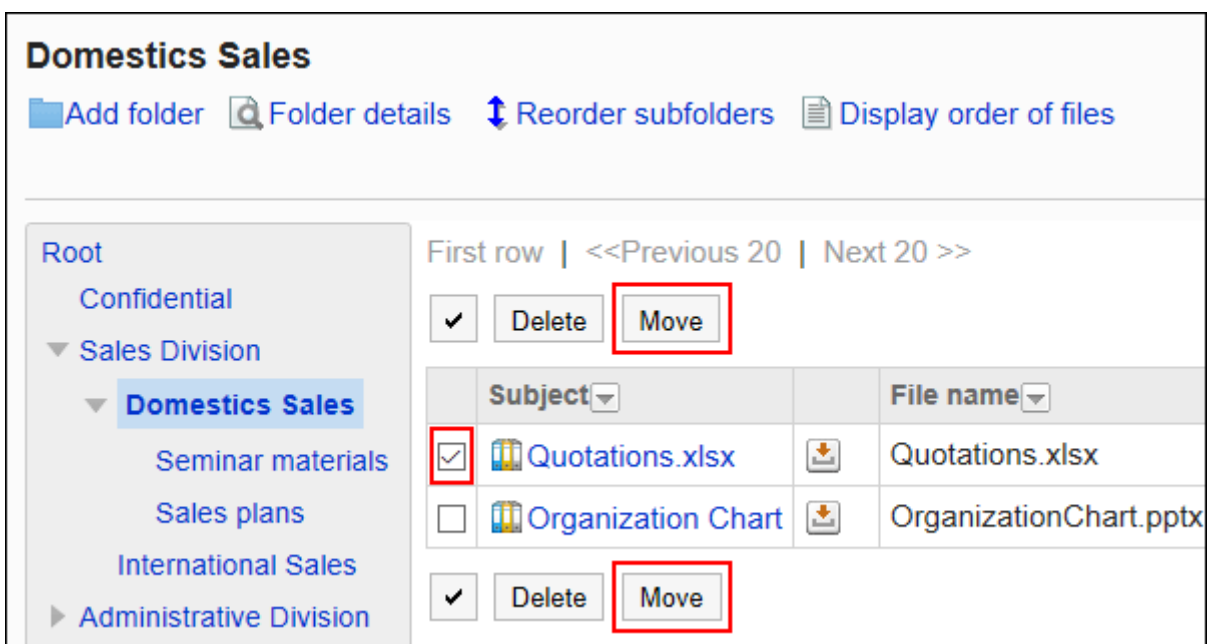 Domestics Sales
Add folder Folder details Reorder subfolders Display order of files
Root
Confidential
Sales Division
Domestics Sales
Seminar materials
Sales plans
International Sales
Administrative Division
First row | <<Previous 20 | Next 20 >>
Delete Move
Subject File name
Quotations.xlsx Quotations.xlsx
Organization Chart OrganizationChart.pptx
Delete Move